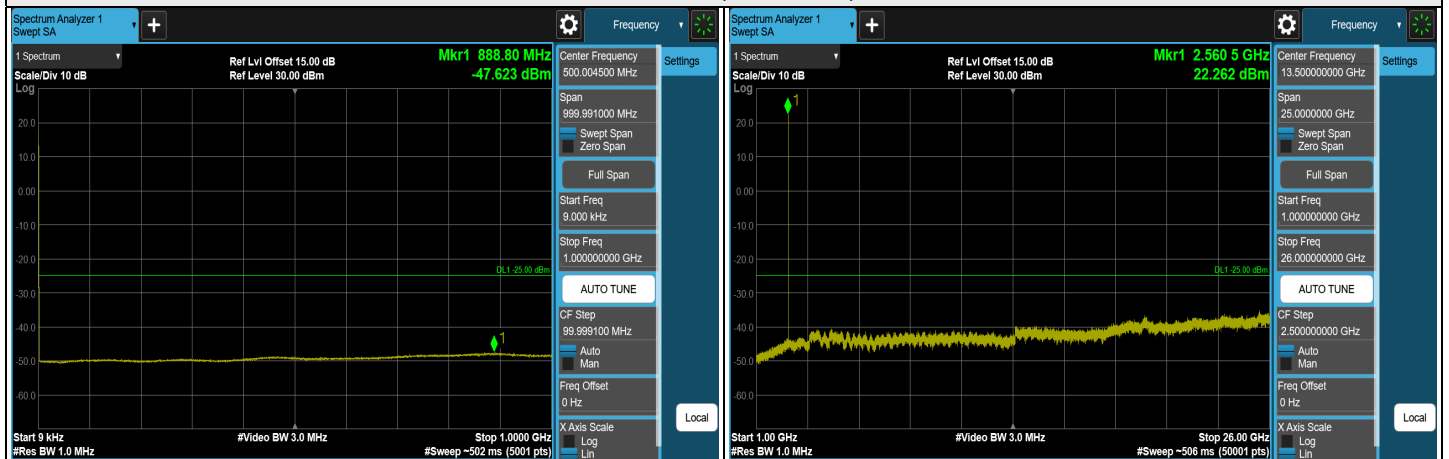 Spectrum Analyzer 1
Swept SA
+
Frequency
1 Spectrum
Scale/Div 10 dB
Log
Ref Lvl Offset 15.00 dB
Ref Level 30.00 dBm
Mkr1 888.80 MHz
-47.623 dBm
1
20.0
10.0
0.00
-10.0
-20.0
-30.0
-40.0
-50.0
-60.0
DL1 -25.00 dBm
Start 9 kHz
#Res BW 1.0 MHz
#Video BW 3.0 MHz
Stop 1.0000 GHz
#Sweep ~502 ms (5001 pts)
Center Frequency
500.004500 MHz
Span
999.991000 MHz
Swept Span
Zero Span
Full Span
Start Freq
9.000 kHz
Stop Freq
1.000000000 GHz
AUTO TUNE
CF Step
99.999100 MHz
Auto
Man
Freq Offset
0 Hz
X Axis Scale
Log
Lin
Settings
Local
Spectrum Analyzer 1
Swept SA
+
Frequency
1 Spectrum
Scale/Div 10 dB
Log
Ref Lvl Offset 15.00 dB
Ref Level 30.00 dBm
Mkr1 2.560 5 GHz
22.262 dBm
1
20.0
10.0
0.00
-10.0
-20.0
-30.0
-40.0
-50.0
-60.0
DL1 -25.00 dBm
Start 1.00 GHz
#Res BW 1.0 MHz
#Video BW 3.0 MHz
Stop 26.00 GHz
#Sweep ~506 ms (50001 pts)
Center Frequency
13.500000000 GHz
Span
25.0000000 GHz
Swept Span
Zero Span
Full Span
Start Freq
1.000000000 GHz
Stop Freq
26.000000000 GHz
AUTO TUNE
CF Step
2.500000000 GHz
Auto
Man
Freq Offset
0 Hz
X Axis Scale
Log
Lin
Settings
Local